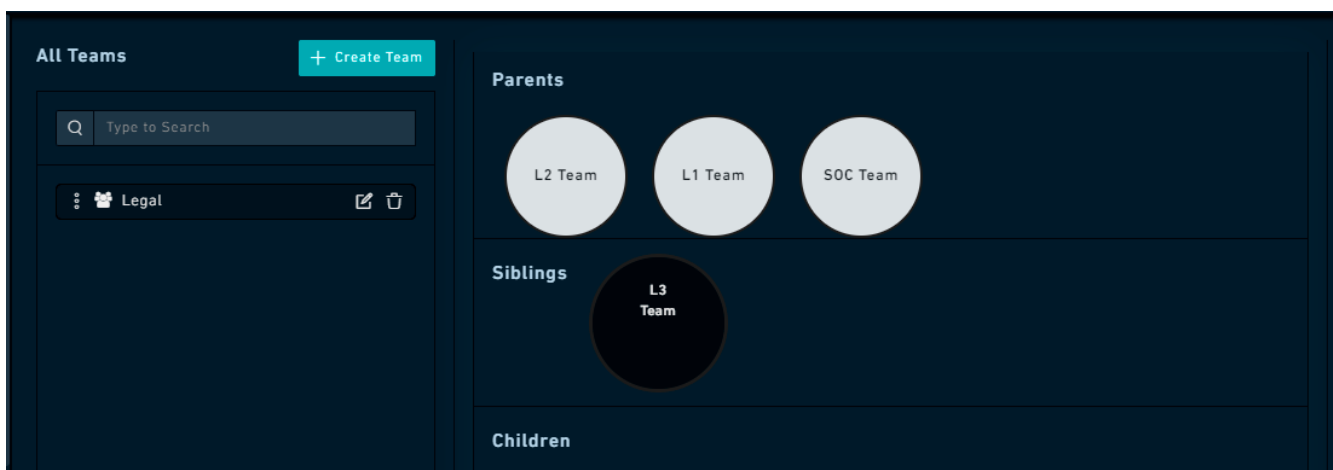 All Teams
+ Create Team
Type to Search
Legal
Parents
L2 Team
L1 Team
SOC Team
Siblings
L3
Team
Children